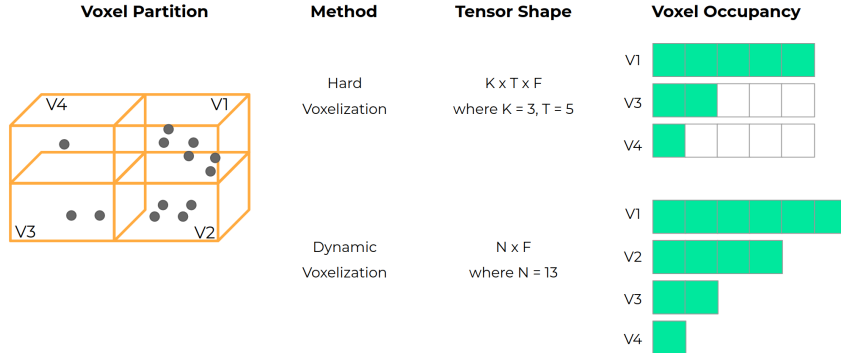 Voxel Partition
Method
Tensor Shape
Voxel Occupancy
V4
V1
V3
V2
Hard
Voxelization
K x T x F
where K = 3, T = 5
V1
V3
V4
Dynamic
Voxelization
N x F
where N = 13
V1
V2
V3
V4